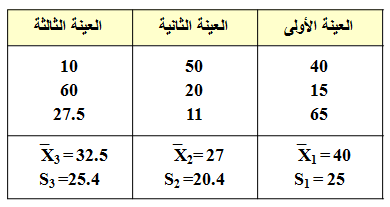 العينة الأولى العينة الثانية العينة الثالثة
40 50 10
15 20 60
65 11 27.5
X̅1 = 40 X̅2 = 27 X̅3 = 32.5
S1 = 25 S2 =20.4 S3 =25.4